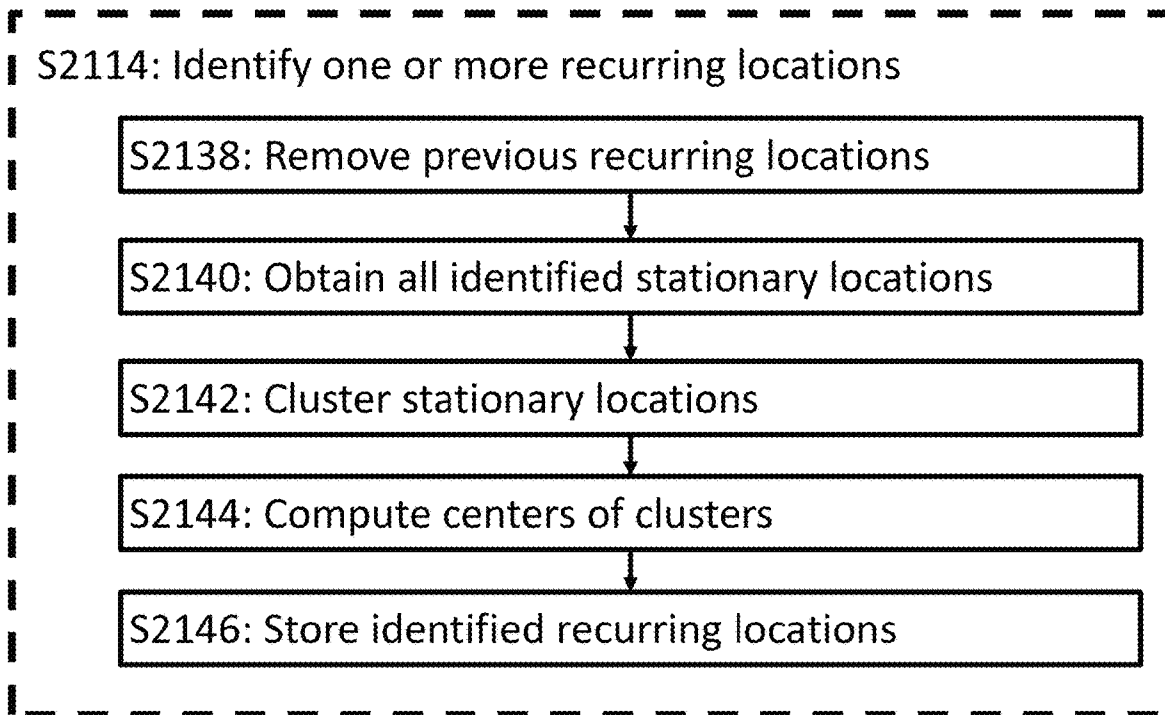 S2114: Identify one or more recurring locations
S2138: Remove previous recurring locations
S2140: Obtain all identified stationary locations
S2142: Cluster stationary locations
S2144: Compute centers of clusters
S2146: Store identified recurring locations